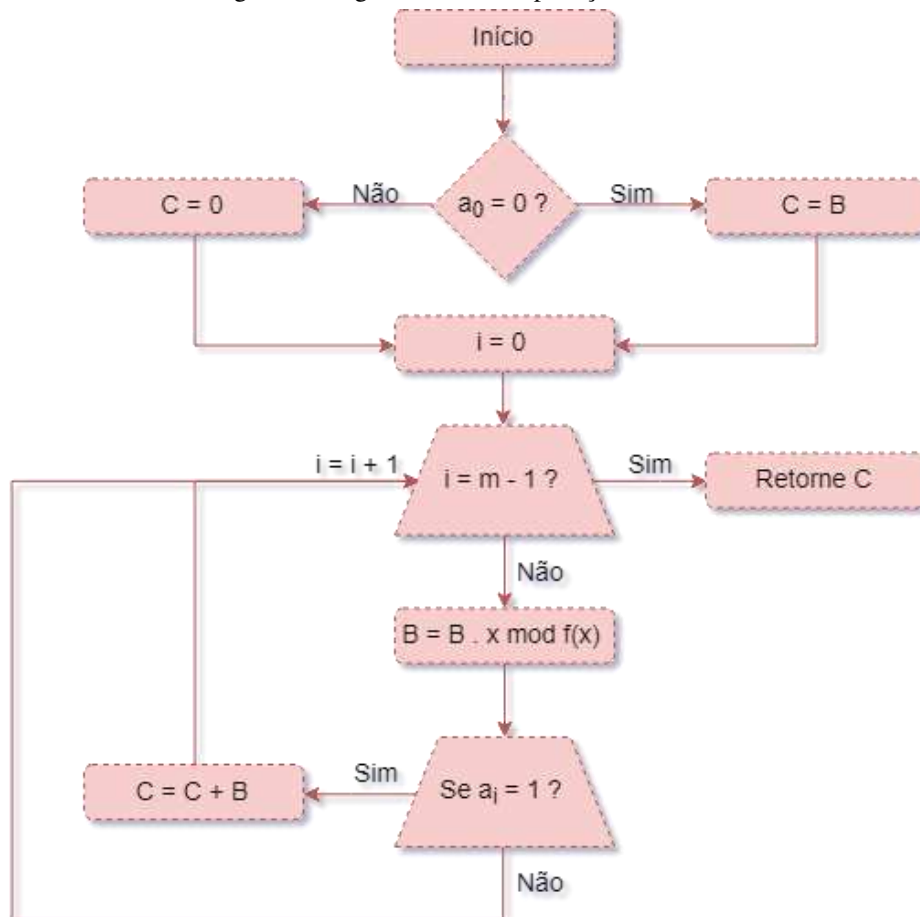 Início
Não
a₀ = 0 ?
Sim
C = 0
C = B
i = 0
i = i + 1
i = m - 1 ?
Sim
Retorne C
Não
B = B . x mod f(x)
Se aᵢ = 1 ?
Sim
C = C + B
Não